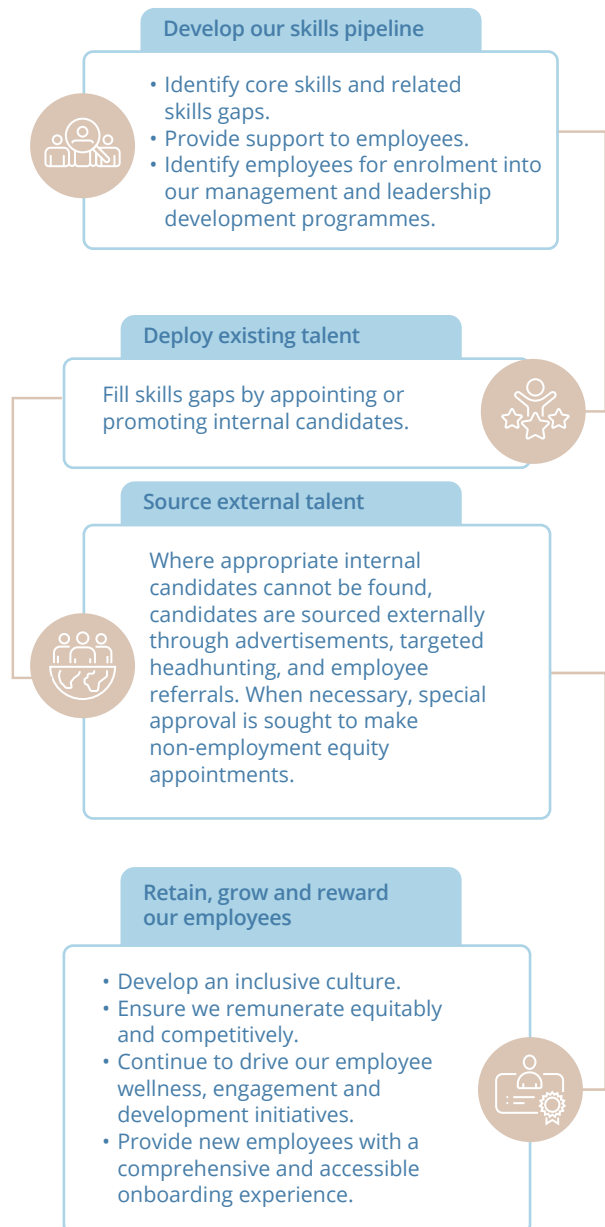 Develop our skills pipeline
• Identify core skills and related
skills gaps.
• Provide support to employees.
• Identify employees for enrolment into
our management and leadership
development programmes.
Deploy existing talent
Fill skills gaps by appointing or
promoting internal candidates.
Source external talent
Where appropriate internal
candidates cannot be found,
candidates are sourced externally
through advertisements, targeted
headhunting, and employee
referrals. When necessary, special
approval is sought to make
non-employment equity
appointments.
Retain, grow and reward
our employees
• Develop an inclusive culture.
• Ensure we remunerate equitably
and competitively.
• Continue to drive our employee
wellness, engagement and
development initiatives.
• Provide new employees with a
comprehensive and accessible
onboarding experience.